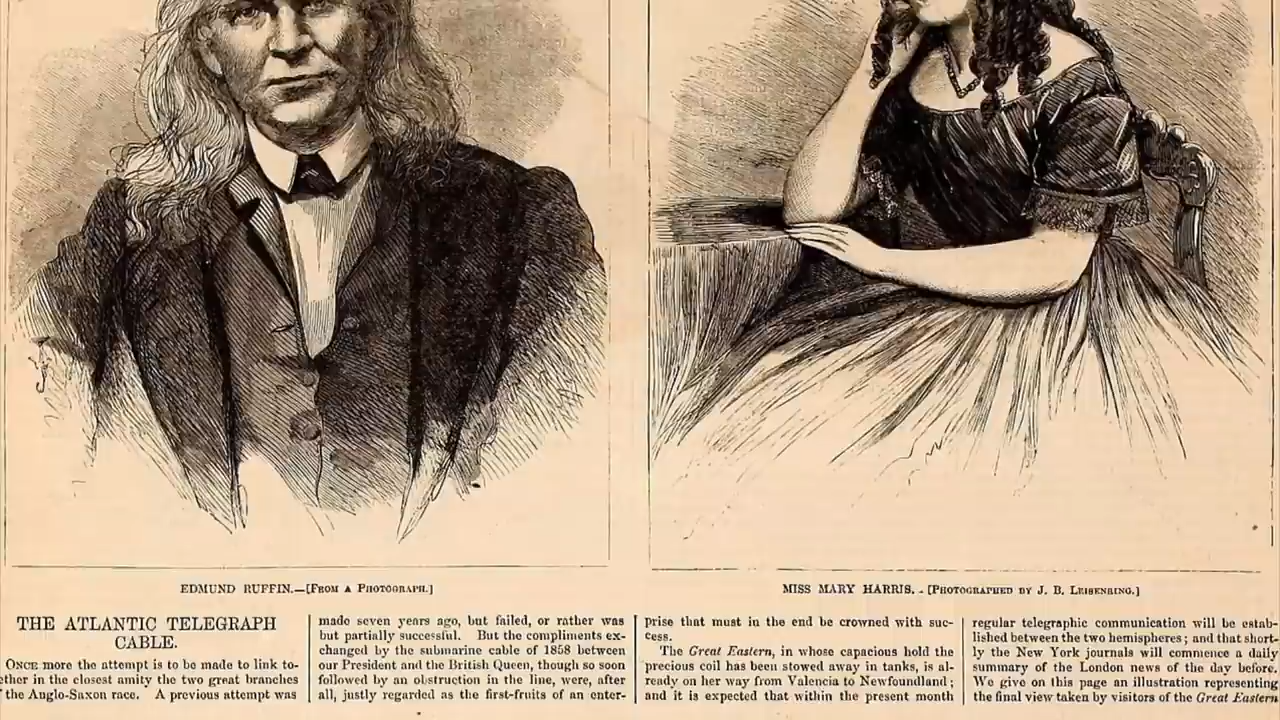 EDMUND RUFFIN.—[From a Photograph.]
MISS MARY HARRIS.—[Photographed by J. B. Leisenring.]
THE ATLANTIC TELEGRAPH
CABLE.
Once more the attempt is to be made to link to-
ether in the closest amity the two great branches
the Anglo-Saxon race. A previous attempt was
made seven years ago, but failed, or rather was
but partially successful. But the compliments ex-
changed by the submarine cable of 1858 between
our President and the British Queen, though so soon
followed by an obstruction in the line, were, after
all, justly regarded as the first-fruits of an enter-
prise that must in the end be crowned with suc-
cess.
The Great Eastern, in whose capacious hold the
precious coil has been stowed away in tanks, is al-
ready on her way from Valencia to Newfoundland;
and it is expected that within the present month
regular telegraphic communication will be estab-
lished between the two hemispheres; and that short-
ly the New York journals will commence a daily
summary of the London news of the day before.
We give on this page an illustration representing
the final view taken by visitors of the Great Eastern